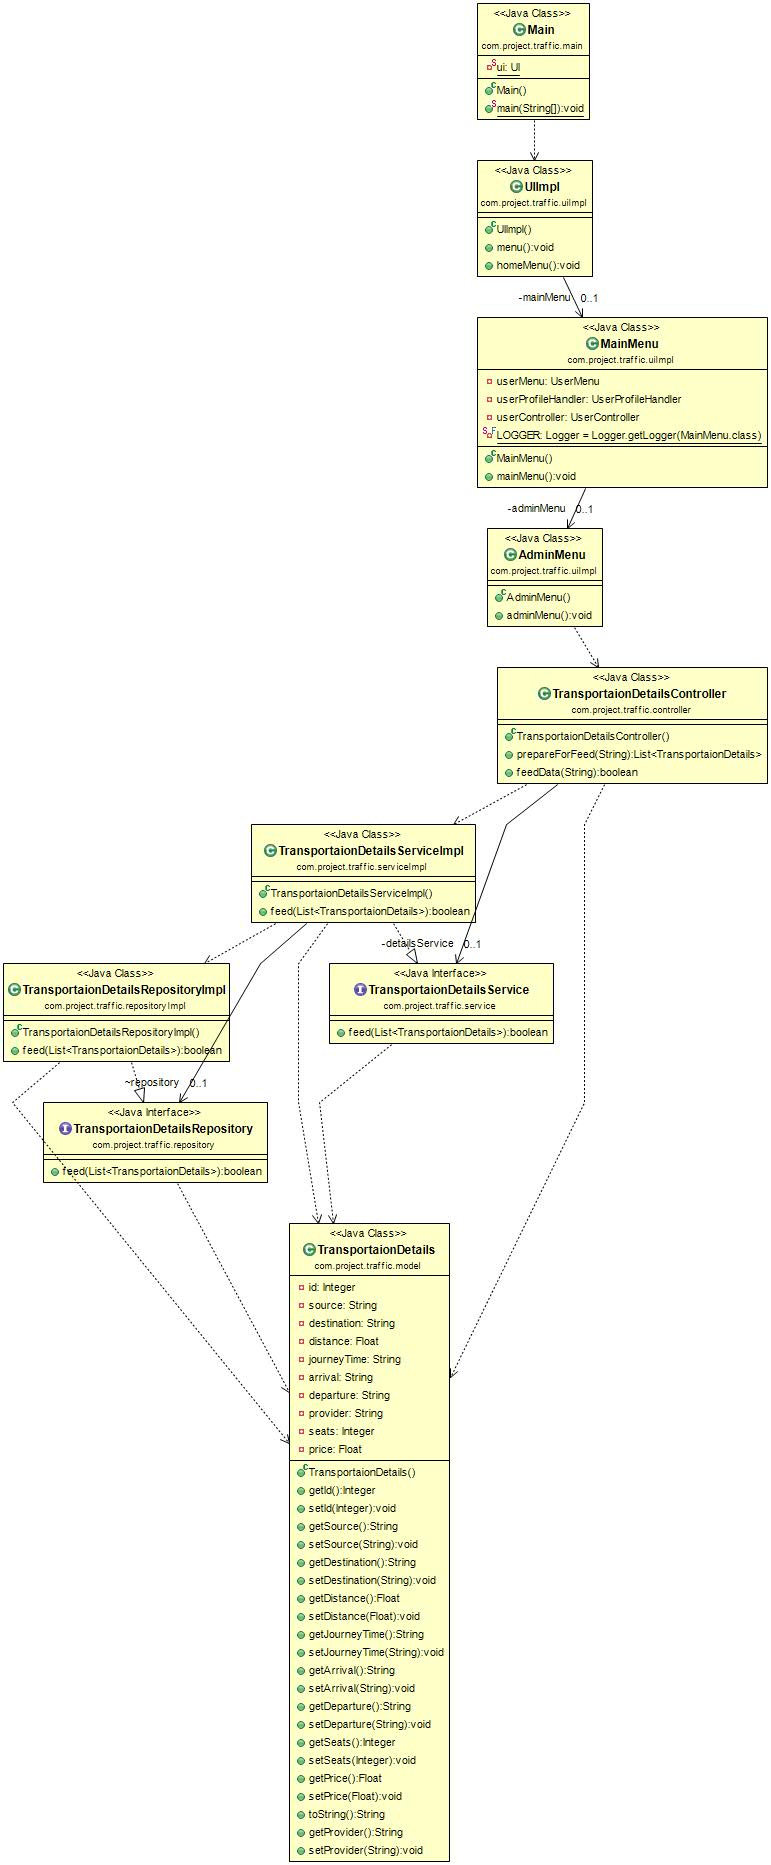 <<Java Class>>
Main
com.project.traffic.main
ui: UI
Main()
main(String[]):void
<<Java Class>>
UIImpl
com.project.traffic.uiImpl
UIImpl()
menu():void
homeMenu():void
-mainMenu 0..1
<<Java Class>>
MainMenu
com.project.traffic.uiImpl
userMenu: UserMenu
userProfileHandler: UserProfileHandler
userController: UserController
LOGGER: Logger = Logger.getLogger(MainMenu.class)
MainMenu()
mainMenu():void
-adminMenu 0..1
<<Java Class>>
AdminMenu
com.project.traffic.uiImpl
AdminMenu()
adminMenu():void
<<Java Class>>
TransportaionDetailsController
com.project.traffic.controller
TransportaionDetailsController()
prepareForFeed(String):List<TransportaionDetails>
feedData(String):boolean
<<Java Class>>
TransportaionDetailsServiceImpl
com.project.traffic.serviceImpl
TransportaionDetailsServiceImpl()
feed(List<TransportaionDetails>):boolean
-detailsService 0..1
<<Java Class>>
TransportaionDetailsRepositoryImpl
com.project.traffic.repositoryImpl
TransportaionDetailsRepositoryImpl()
feed(List<TransportaionDetails>):boolean
<<Java Interface>>
TransportaionDetailsService
com.project.traffic.service
feed(List<TransportaionDetails>):boolean
~repository 0..1
<<Java Interface>>
TransportaionDetailsRepository
com.project.traffic.repository
feed(List<TransportaionDetails>):boolean
<<Java Class>>
TransportaionDetails
com.project.traffic.model
id: Integer
source: String
destination: String
distance: Float
journeyTime: String
arrival: String
departure: String
provider: String
seats: Integer
price: Float
TransportaionDetails()
getId():Integer
setId(Integer):void
getSource():String
setSource(String):void
getDestination():String
setDestination(String):void
getDistance():Float
setDistance(Float):void
getJourneyTime():String
setJourneyTime(String):void
getArrival():String
setArrival(String):void
getDeparture():String
setDeparture(String):void
getSeats():Integer
setSeats(Integer):void
getPrice():Float
setPrice(Float):void
toString():String
getProvider():String
setProvider(String):void